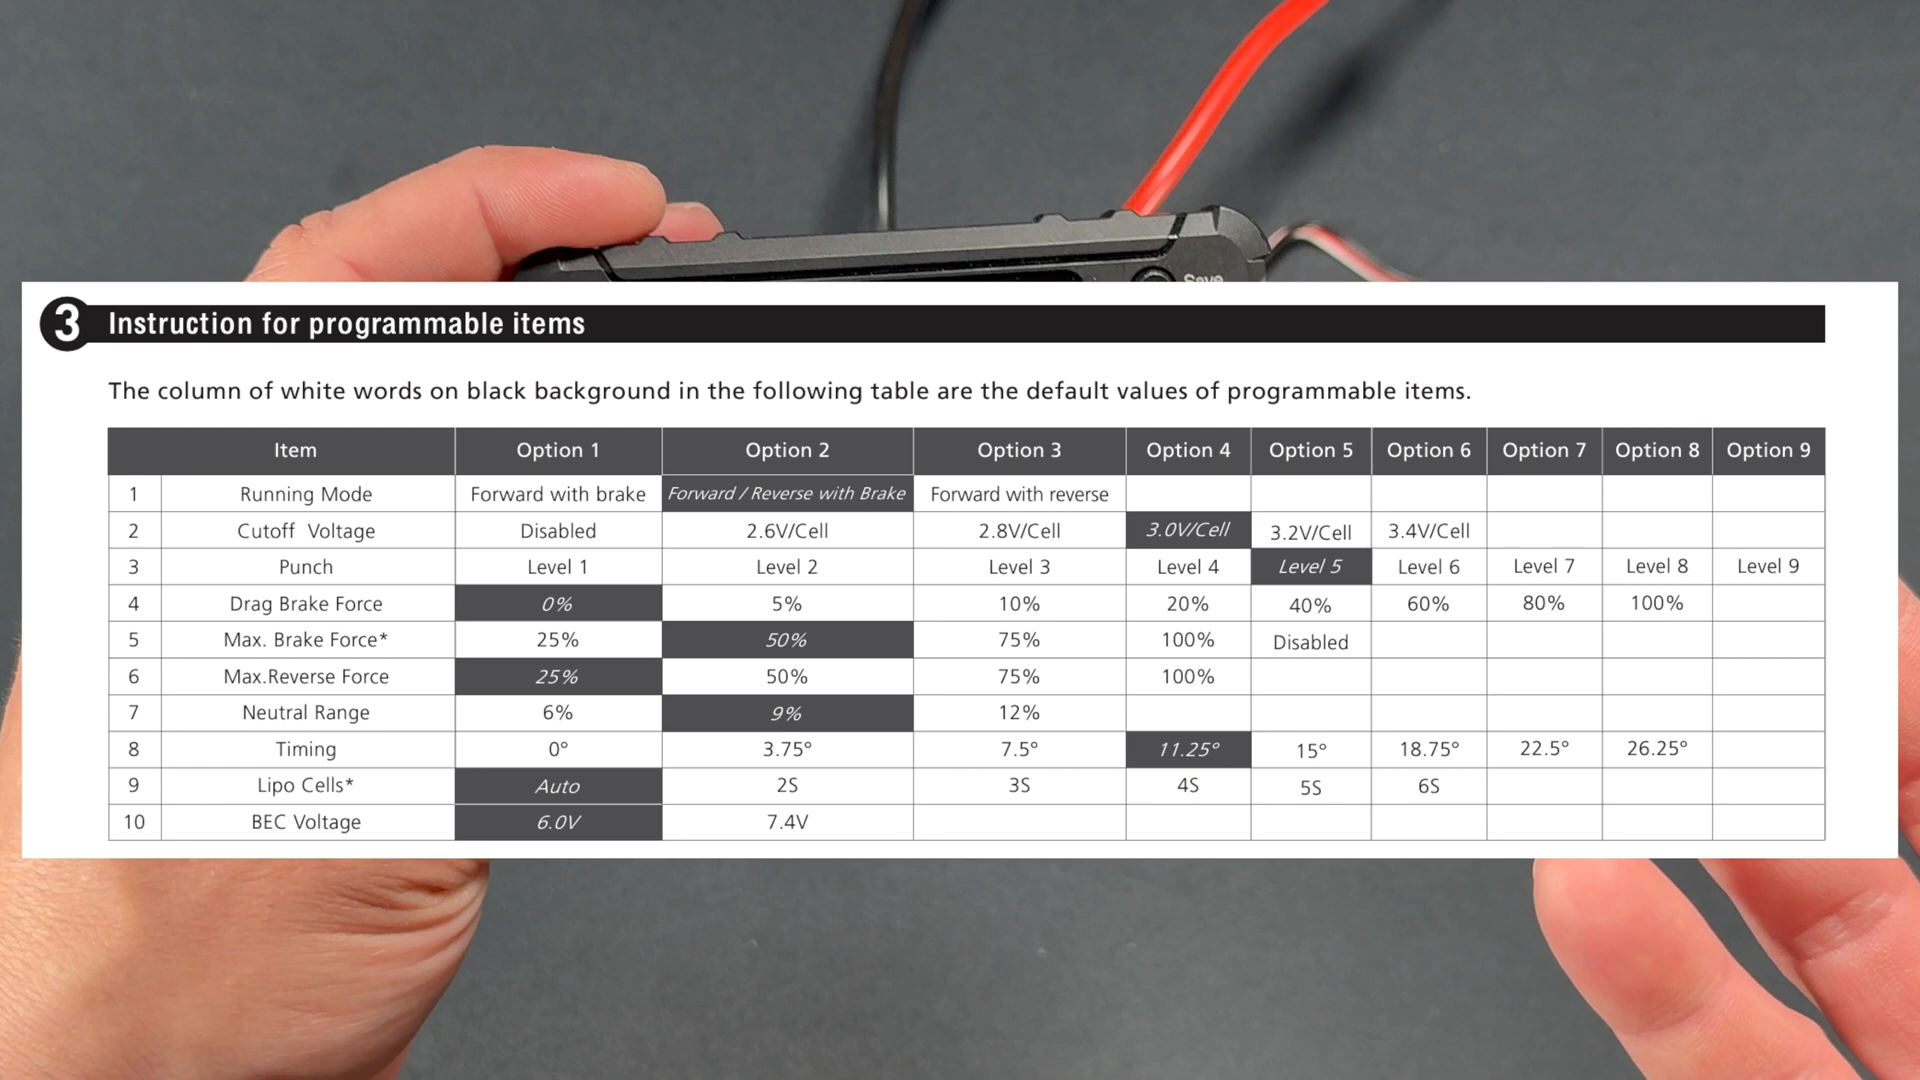 Save
3 Instruction for programmable items
The column of white words on black background in the following table are the default values of programmable items.
Item Option 1 Option 2 Option 3 Option 4 Option 5 Option 6 Option 7 Option 8 Option 9
1 Running Mode Forward with brake Forward / Reverse with Brake Forward with reverse
2 Cutoff Voltage Disabled 2.6V/Cell 2.8V/Cell 3.0V/Cell 3.2V/Cell 3.4V/Cell
3 Punch Level 1 Level 2 Level 3 Level 4 Level 5 Level 6 Level 7 Level 8 Level 9
4 Drag Brake Force 0% 5% 10% 20% 40% 60% 80% 100%
5 Max. Brake Force* 25% 50% 75% 100% Disabled
6 Max.Reverse Force 25% 50% 75% 100%
7 Neutral Range 6% 9% 12%
8 Timing 0° 3.75° 7.5° 11.25° 15° 18.75° 22.5° 26.25°
9 Lipo Cells* Auto 2S 3S 4S 5S 6S
10 BEC Voltage 6.0V 7.4V